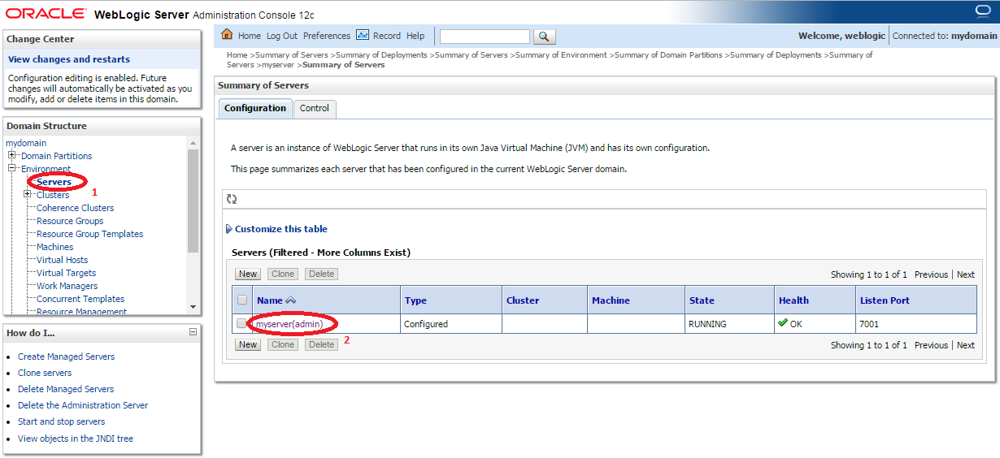 ORACLE® WebLogic Server Administration Console 12c
Change Center
View changes and restarts
Configuration editing is enabled. Future
changes will automatically be activated as you
modify, add or delete items in this domain.
Domain Structure
mydomain
Domain Partitions
Environment
Servers
1
Clusters
Coherence Clusters
Resource Groups
Resource Group Templates
Machines
Virtual Hosts
Virtual Targets
Work Managers
Concurrent Templates
Resource Management
How do I...
Create Managed Servers
Clone servers
Delete Managed Servers
Delete the Administration Server
Start and stop servers
View objects in the JNDI tree
Home Log Out Preferences Record Help
Welcome, weblogic Connected to: mydomain
Home >Summary of Servers >Summary of Deployments >Summary of Servers >Summary of Environment >Summary of Domain Partitions >Summary of Deployments >Summary of
Servers >myserver >Summary of Servers
Summary of Servers
Configuration Control
A server is an instance of WebLogic Server that runs in its own Java Virtual Machine (JVM) and has its own configuration.
This page summarizes each server that has been configured in the current WebLogic Server domain.
Customize this table
Servers (Filtered - More Columns Exist)
New Clone Delete Showing 1 to 1 of 1 Previous | Next
Name Type Cluster Machine State Health Listen Port
myserver(admin) Configured RUNNING OK 7001
New Clone Delete 2 Showing 1 to 1 of 1 Previous | Next